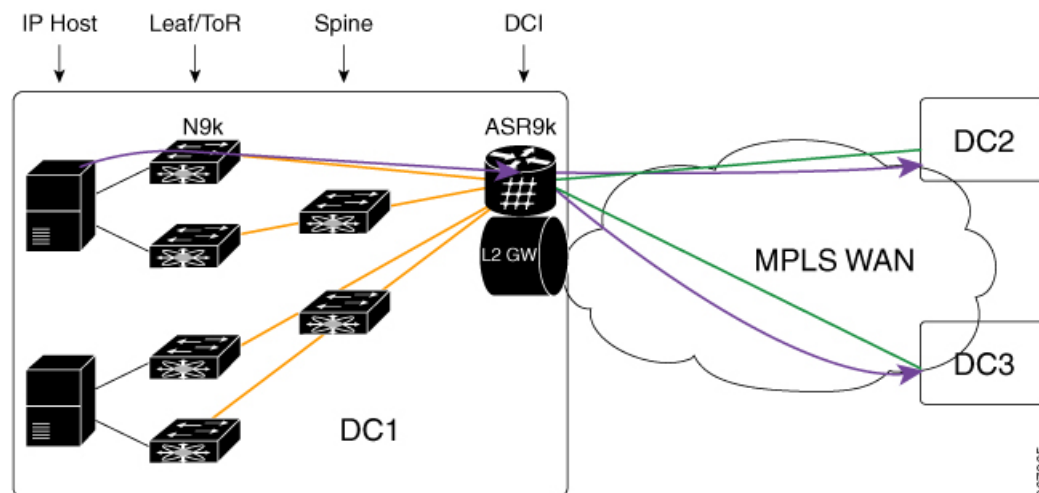 IP Host
Leaf/ToR
Spine
DCI
N9k
ASR9k
DC2
L2 GW
MPLS WAN
DC3
DC1